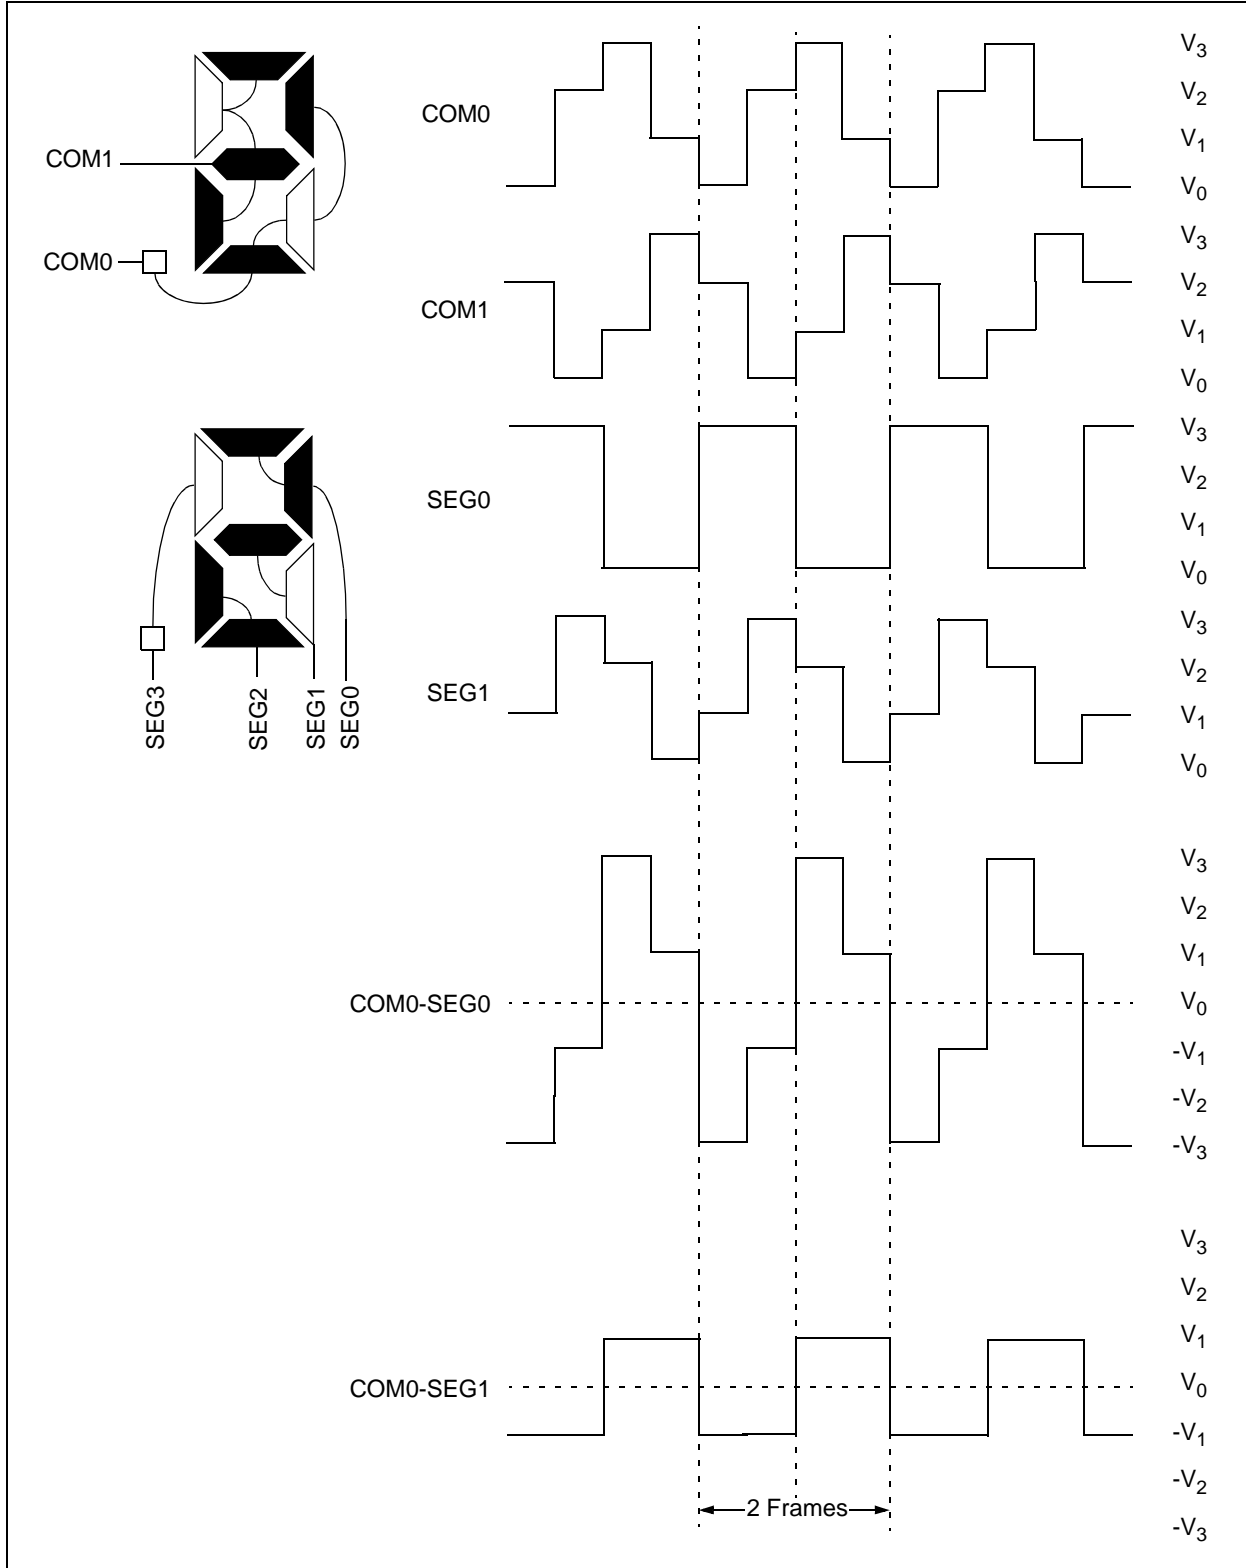 COM1
COM0
SEG3
SEG2
SEG1
SEG0
COM0
V3
V2
V1
V0
COM1
V3
V2
V1
V0
SEG0
V3
V2
V1
V0
SEG1
V3
V2
V1
V0
COM0-SEG0
V3
V2
V1
V0
-V1
-V2
-V3
COM0-SEG1
V3
V2
V1
V0
-V1
-V2
-V3
2 Frames